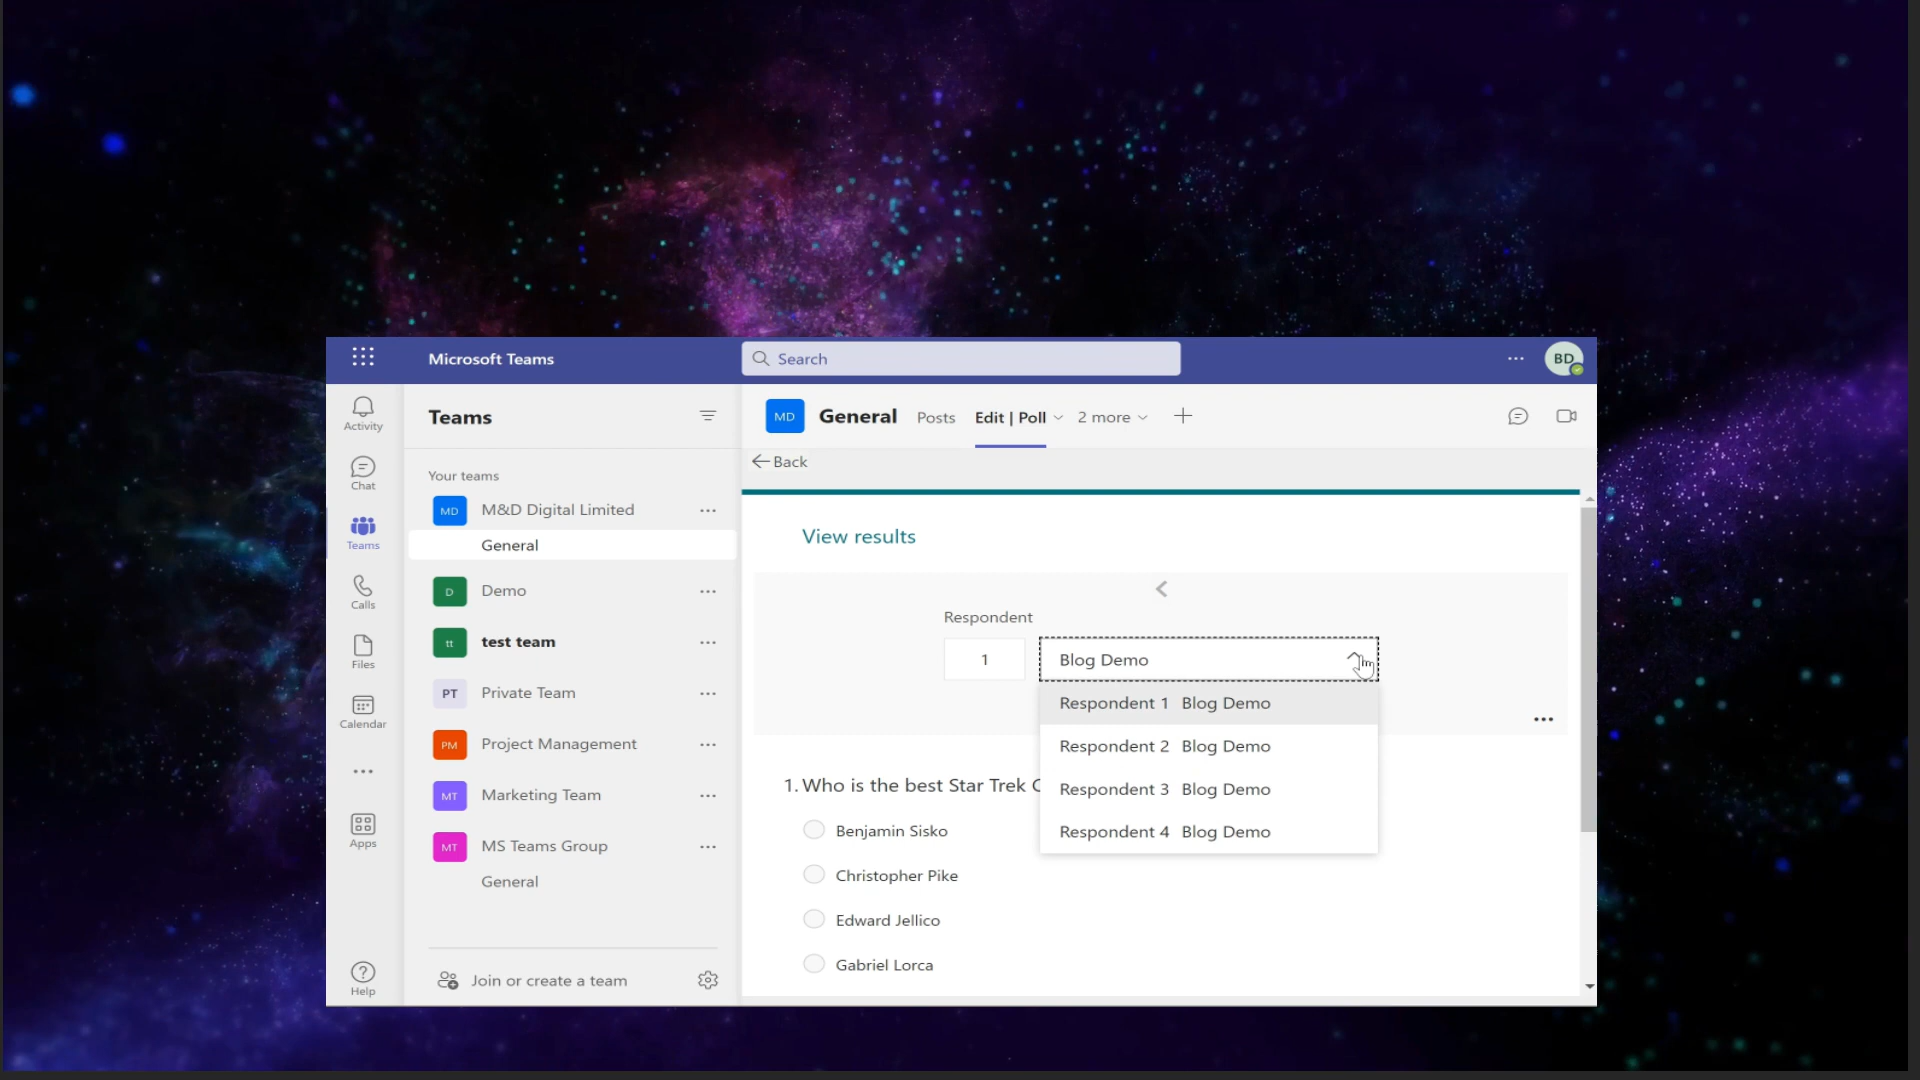 Microsoft Teams
Search
BD
Activity
Chat
Teams
Calls
Files
Calendar
Apps
Help
Teams
Your teams
MD M&D Digital Limited
General
D Demo
tt test team
PT Private Team
PM Project Management
MT Marketing Team
MT MS Teams Group
General
Join or create a team
MD General Posts Edit | Poll 2 more
Back
View results
Respondent
1 Blog Demo
Respondent 1 Blog Demo
Respondent 2 Blog Demo
Respondent 3 Blog Demo
Respondent 4 Blog Demo
1. Who is the best Star Trek
Benjamin Sisko
Christopher Pike
Edward Jellico
Gabriel Lorca